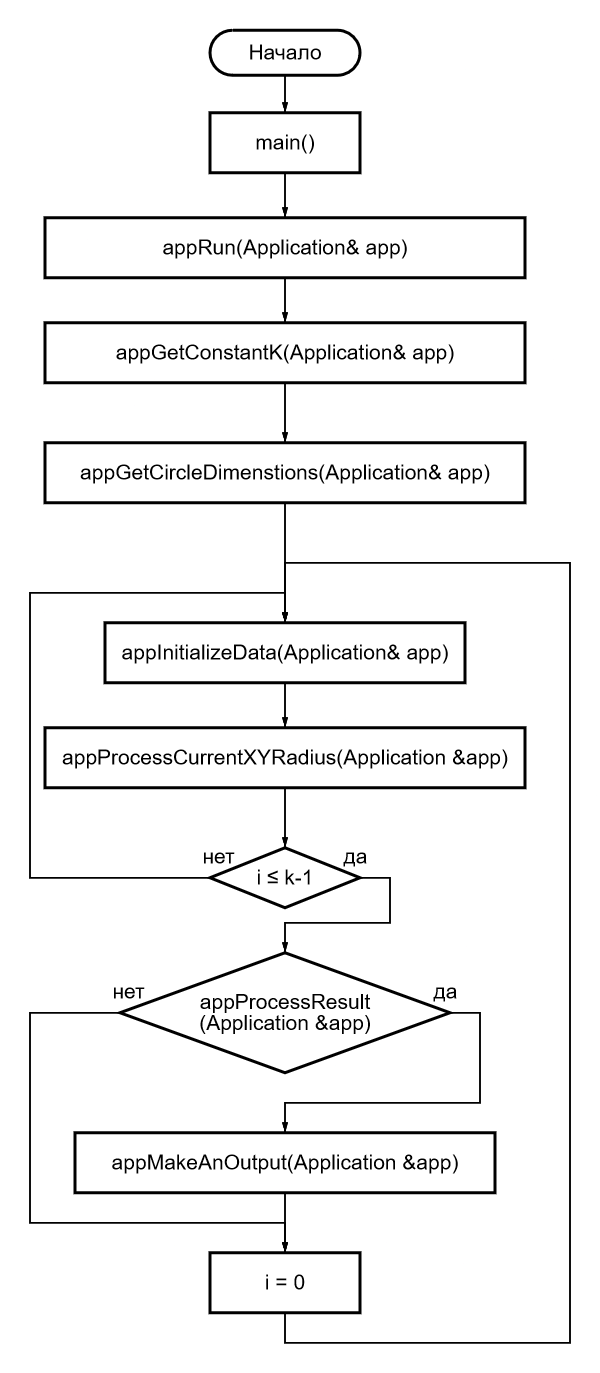 Начало
main()
appRun(Application& app)
appGetConstantK(Application& app)
appGetCircleDimenstions(Application& app)
appInitializeData(Application& app)
appProcessCurrentXYRadius(Application &app)
нет
да
i ≤ k-1
нет
да
appProcessResult
(Application &app)
appMakeAnOutput(Application &app)
i = 0